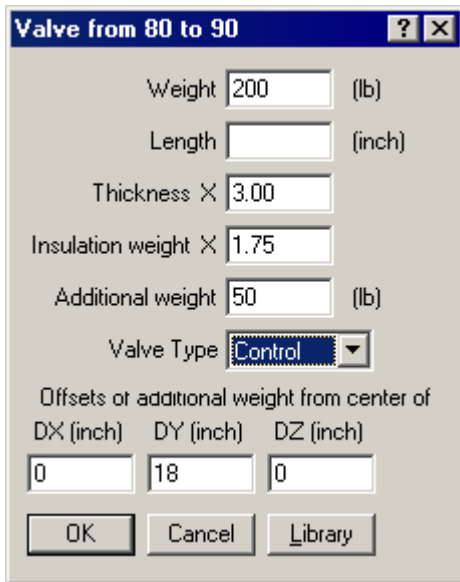 Valve from 80 to 90 ? X
Weight 200 (lb)
Length (inch)
Thickness X 3.00
Insulation weight X 1.75
Additional weight 50 (lb)
Valve Type Control
Offsets of additional weight from center of
DX (inch) DY (inch) DZ (inch)
0 18 0
OK Cancel Library